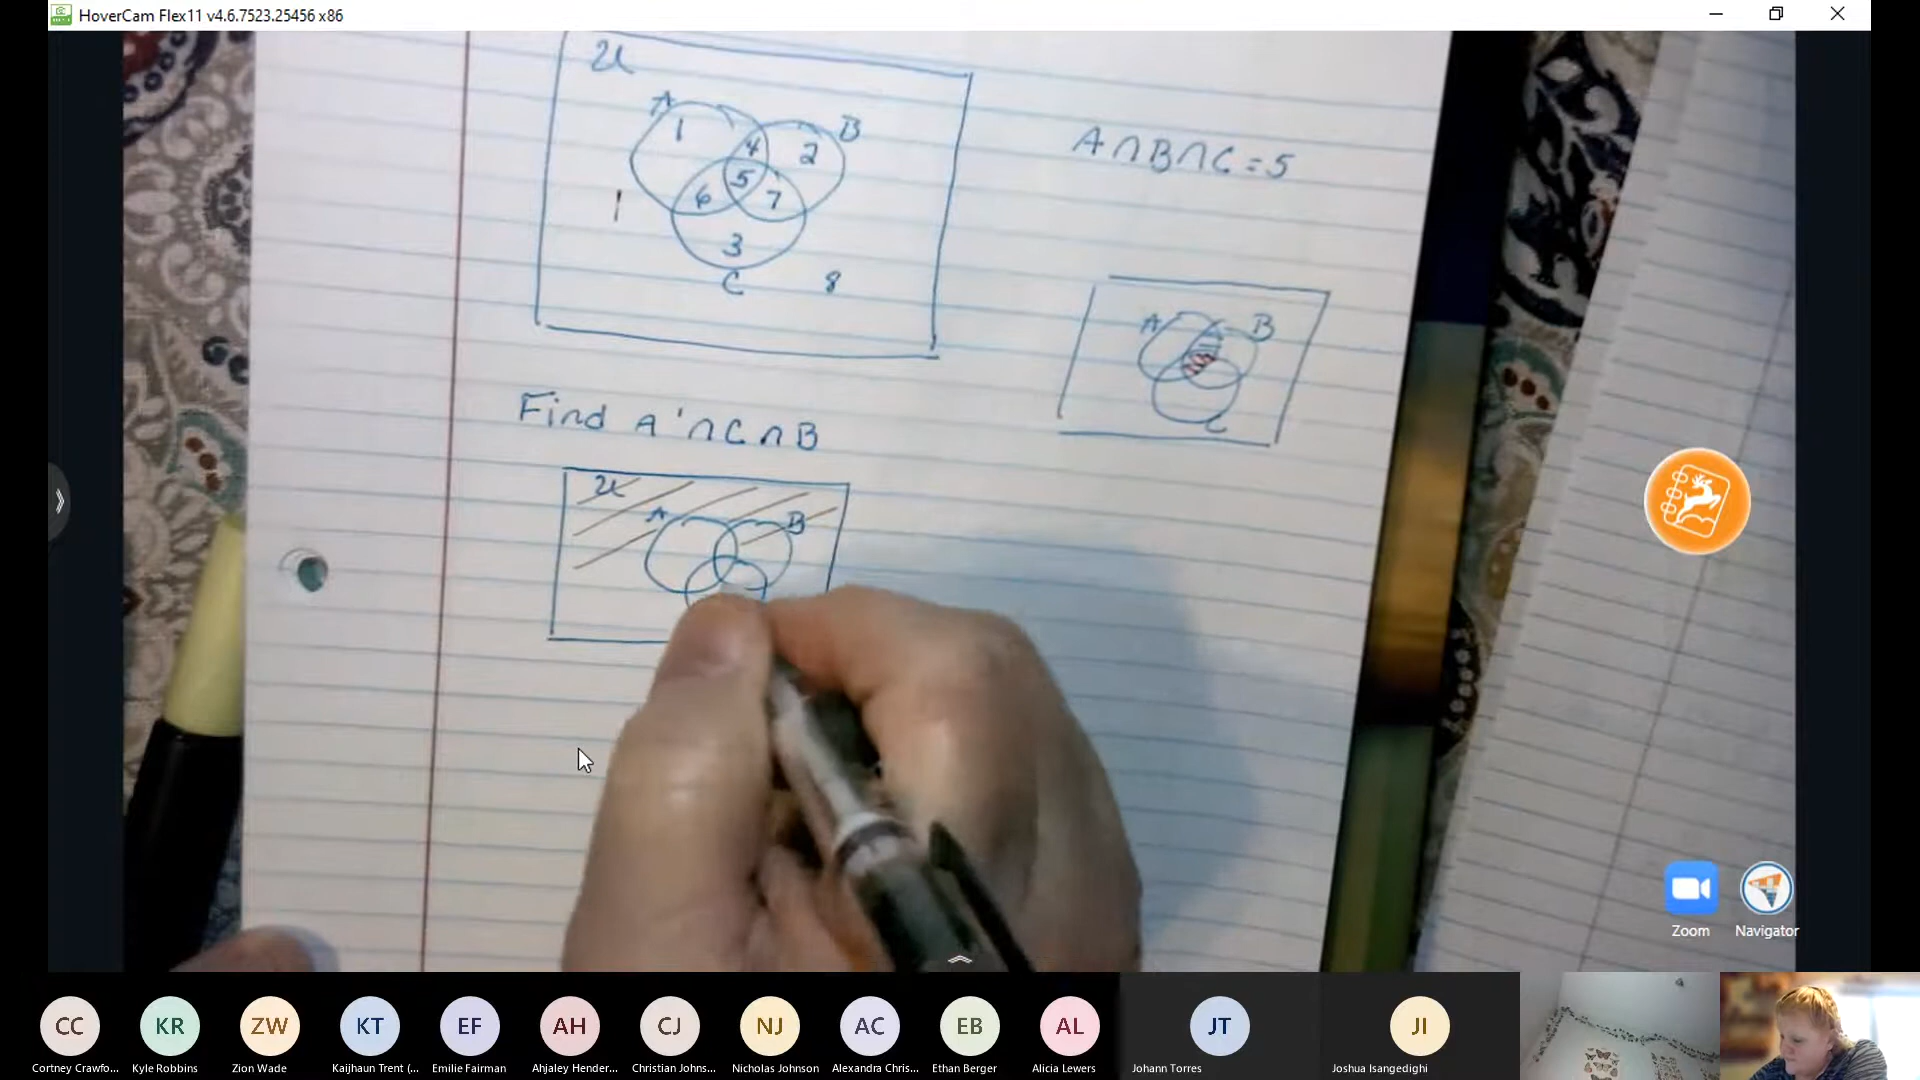 HoverCam Flex11 v4.6.7523.25456 x86
U
A
B
1
4
2
5
6
7
1
3
C
8
A∩B∩C=5
A
B
C
Find A'∩C∩B
U
A
B
Zoom
Navigator
CC
KR
ZW
KT
EF
AH
CJ
NJ
AC
EB
AL
JT
JI
Cortney Crawfo...
Kyle Robbins
Zion Wade
Kaijhaun Trent (...
Emilie Fairman
Ahjaley Hender...
Christian Johns...
Nicholas Johnson
Alexandra Chris...
Ethan Berger
Alicia Lewers
Johann Torres
Joshua Isangedighi